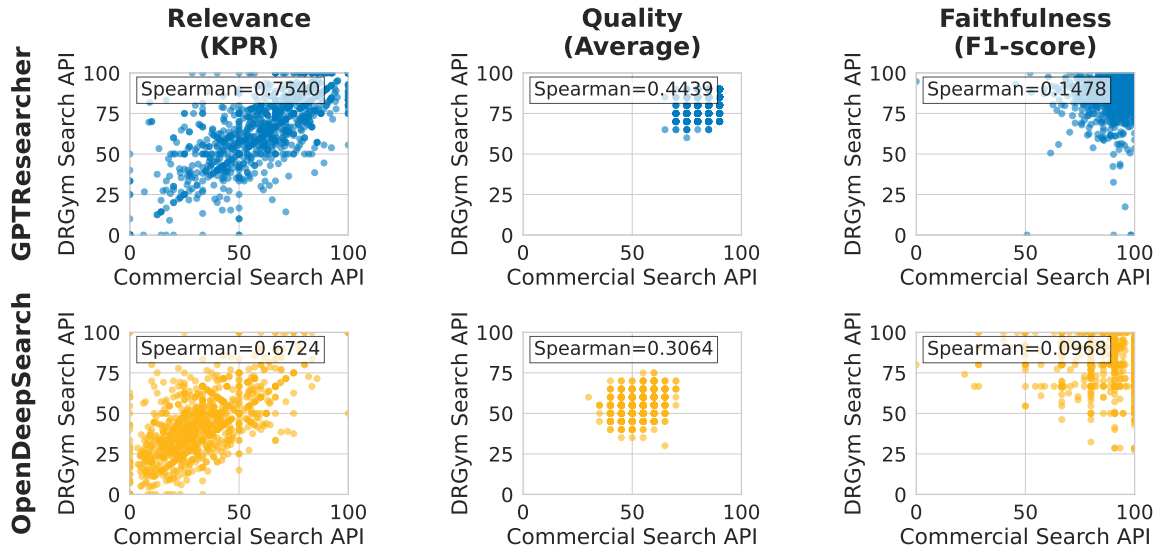 Relevance
(KPR)
Quality
(Average)
Faithfulness
(F1-score)
GPTResearcher
DRGym Search API
100
75
50
25
0
Spearman=0.7540
0
50
100
Commercial Search API
DRGym Search API
100
75
50
25
0
Spearman=0.4439
0
50
100
Commercial Search API
DRGym Search API
100
75
50
25
0
Spearman=0.1478
0
50
100
Commercial Search API
OpenDeepSearch
DRGym Search API
100
75
50
25
0
Spearman=0.6724
0
50
100
Commercial Search API
DRGym Search API
100
75
50
25
0
Spearman=0.3064
0
50
100
Commercial Search API
DRGym Search API
100
75
50
25
0
Spearman=0.0968
0
50
100
Commercial Search API